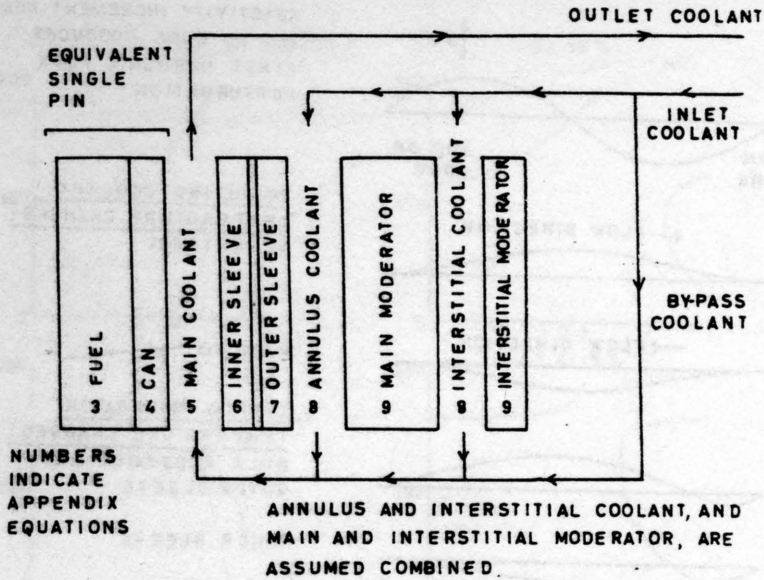 OUTLET COOLANT
EQUIVALENT
SINGLE
PIN
INLET
COOLANT
FUEL
3
CAN
4
MAIN COOLANT
5
INNER SLEEVE
6
OUTER SLEEVE
7
ANNULUS COOLANT
8
MAIN MODERATOR
9
INTERSTITIAL COOLANT
8
INTERSTITIAL MODERATOR
9
BY-PASS
COOLANT
NUMBERS
INDICATE
APPENDIX
EQUATIONS
ANNULUS AND INTERSTITIAL COOLANT, AND
MAIN AND INTERSTITIAL MODERATOR, ARE
ASSUMED COMBINED